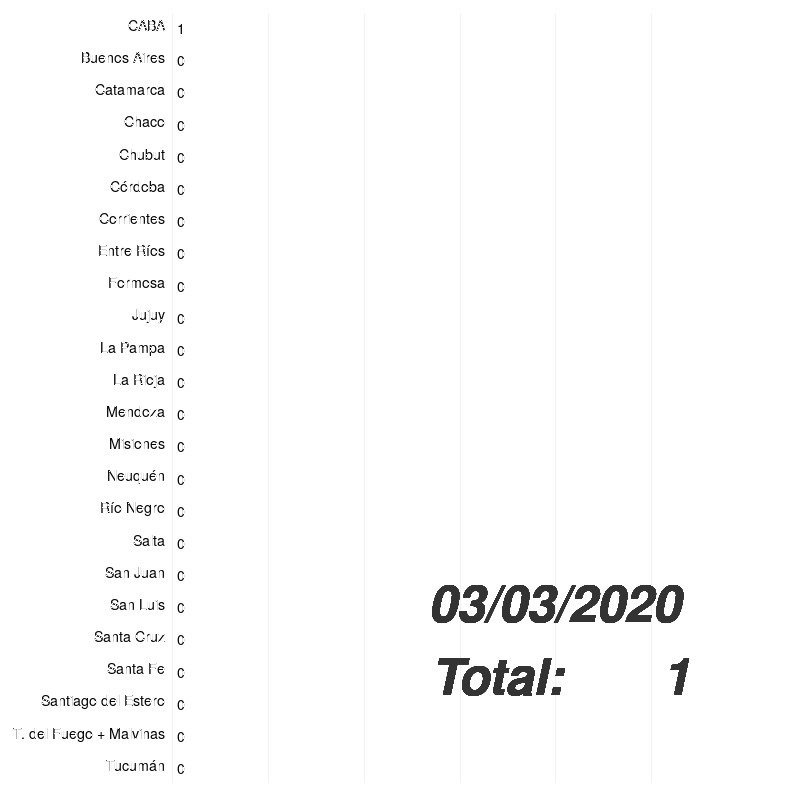 CABA 1
Buenos Aires 0
Catamarca 0
Chaco 0
Chubut 0
Córdoba 0
Corrientes 0
Entre Ríos 0
Formosa 0
Jujuy 0
La Pampa 0
La Rioja 0
Mendoza 0
Misiones 0
Neuquén 0
Río Negro 0
Salta 0
San Juan 0
San Luis 0
Santa Cruz 0
Santa Fe 0
Santiago del Estero 0
T. del Fuego + Malvinas 0
Tucumán 0
03/03/2020
Total: 1